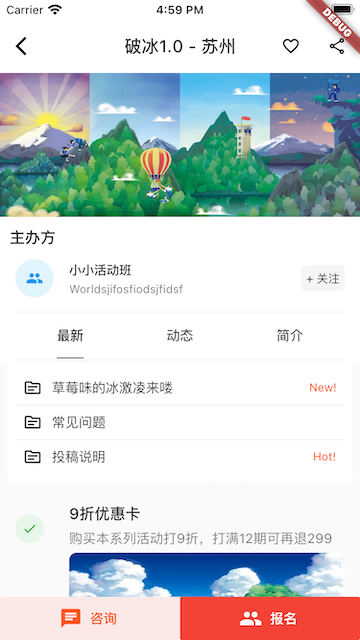 Carrier
4:59 PM
DEBUG
破冰1.0 - 苏州
主办方
小小活动班
Worldsjifosfiodsjfidsf
+ 关注
最新
动态
简介
草莓味的冰激凌来喽
New!
常见问题
投稿说明
Hot!
9折优惠卡
购买本系列活动打9折，打满12期可再退299
咨询
报名